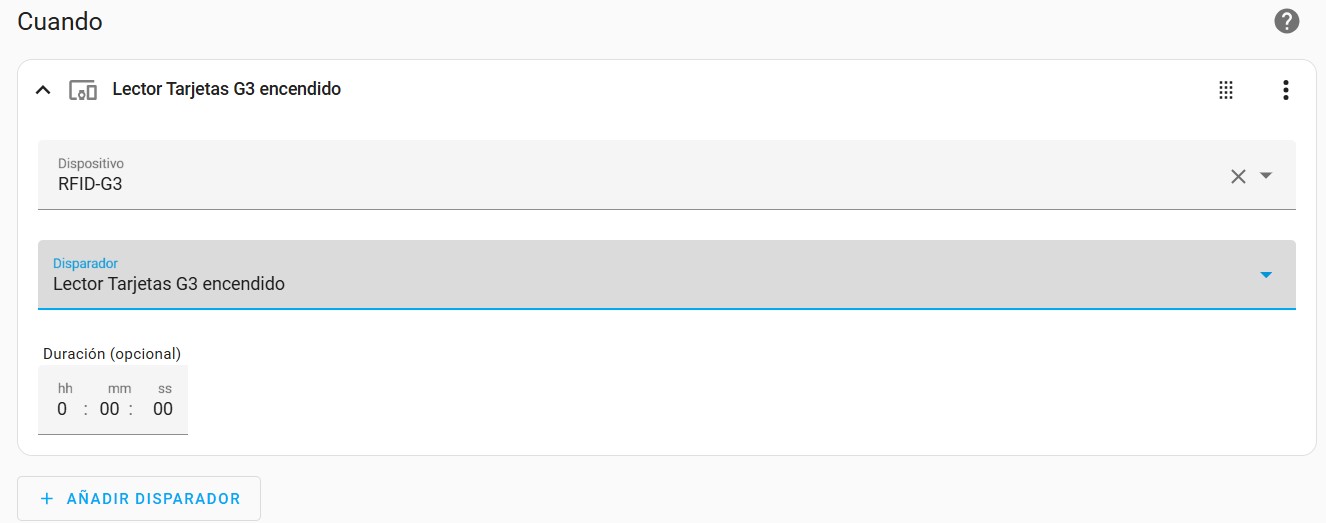 Cuando
Lector Tarjetas G3 encendido
Dispositivo
RFID-G3
Disparador
Lector Tarjetas G3 encendido
Duración (opcional)
hh mm ss
0 : 00 : 00
+ AÑADIR DISPARADOR